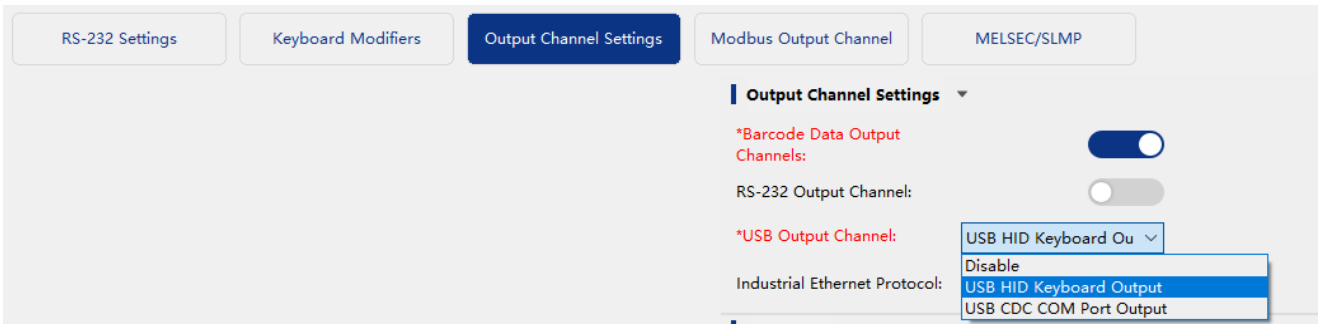 RS-232 Settings
Keyboard Modifiers
Output Channel Settings
Modbus Output Channel
MELSEC/SLMP
Output Channel Settings
*Barcode Data Output
Channels:
RS-232 Output Channel:
*USB Output Channel:
USB HID Keyboard Ou
Disable
USB HID Keyboard Output
USB CDC COM Port Output
Industrial Ethernet Protocol: